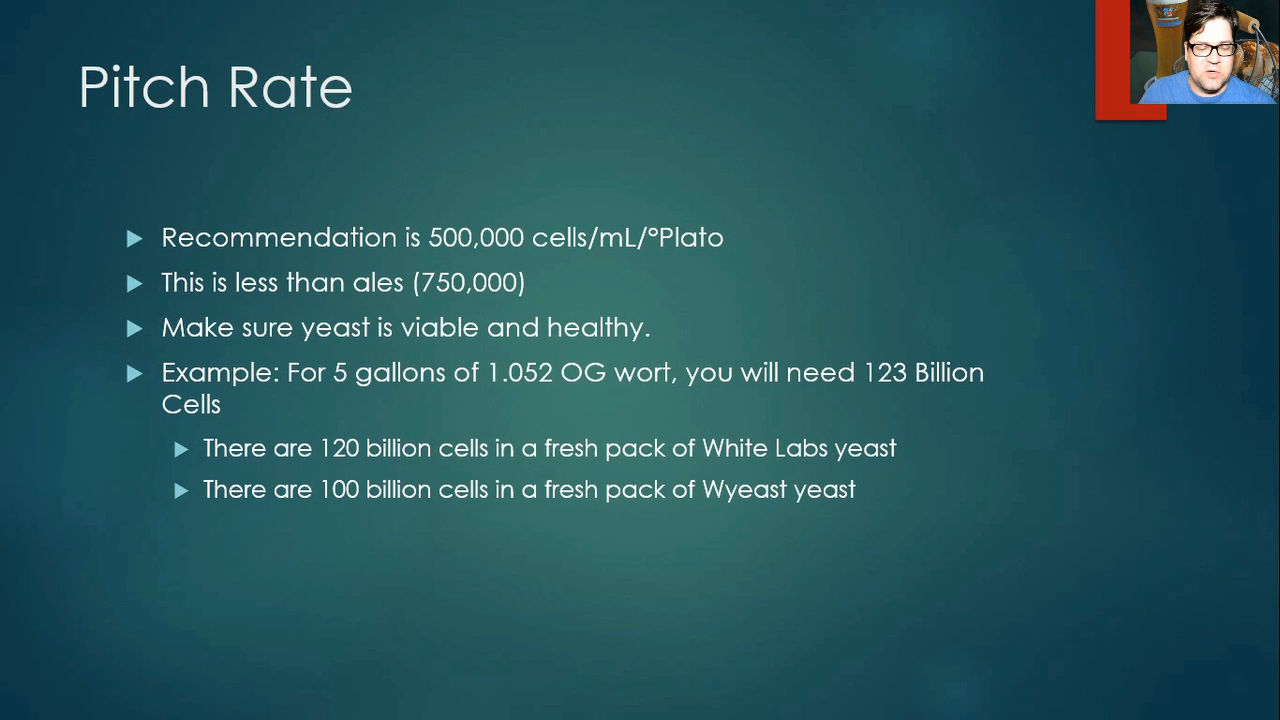 Pitch Rate
Recommendation is 500,000 cells/mL/°Plato
This is less than ales (750,000)
Make sure yeast is viable and healthy.
Example: For 5 gallons of 1.052 OG wort, you will need 123 Billion
Cells
There are 120 billion cells in a fresh pack of White Labs yeast
There are 100 billion cells in a fresh pack of Wyeast yeast